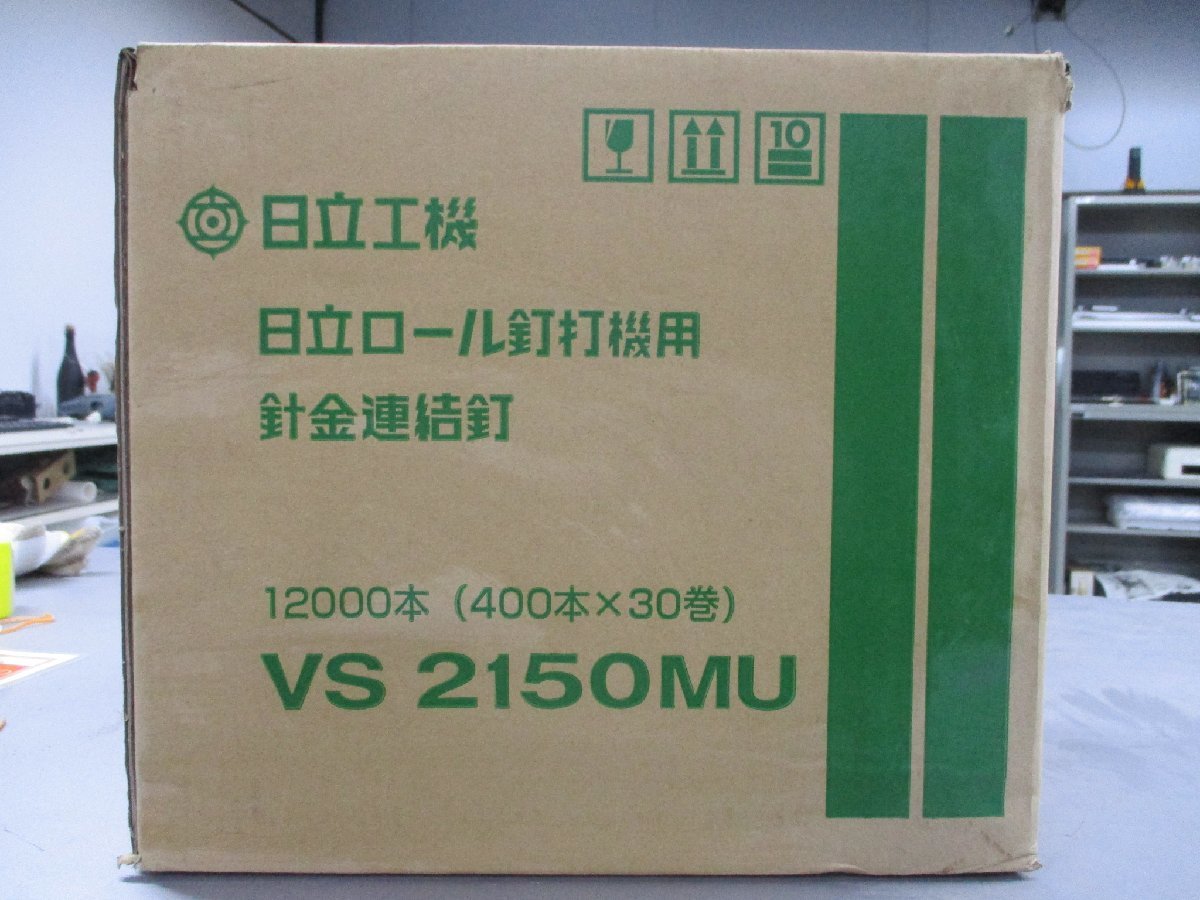 10
日立工機
日立ロール釘打機用
針金連結釘
12000本(400本×30巻)
VS 2150MU